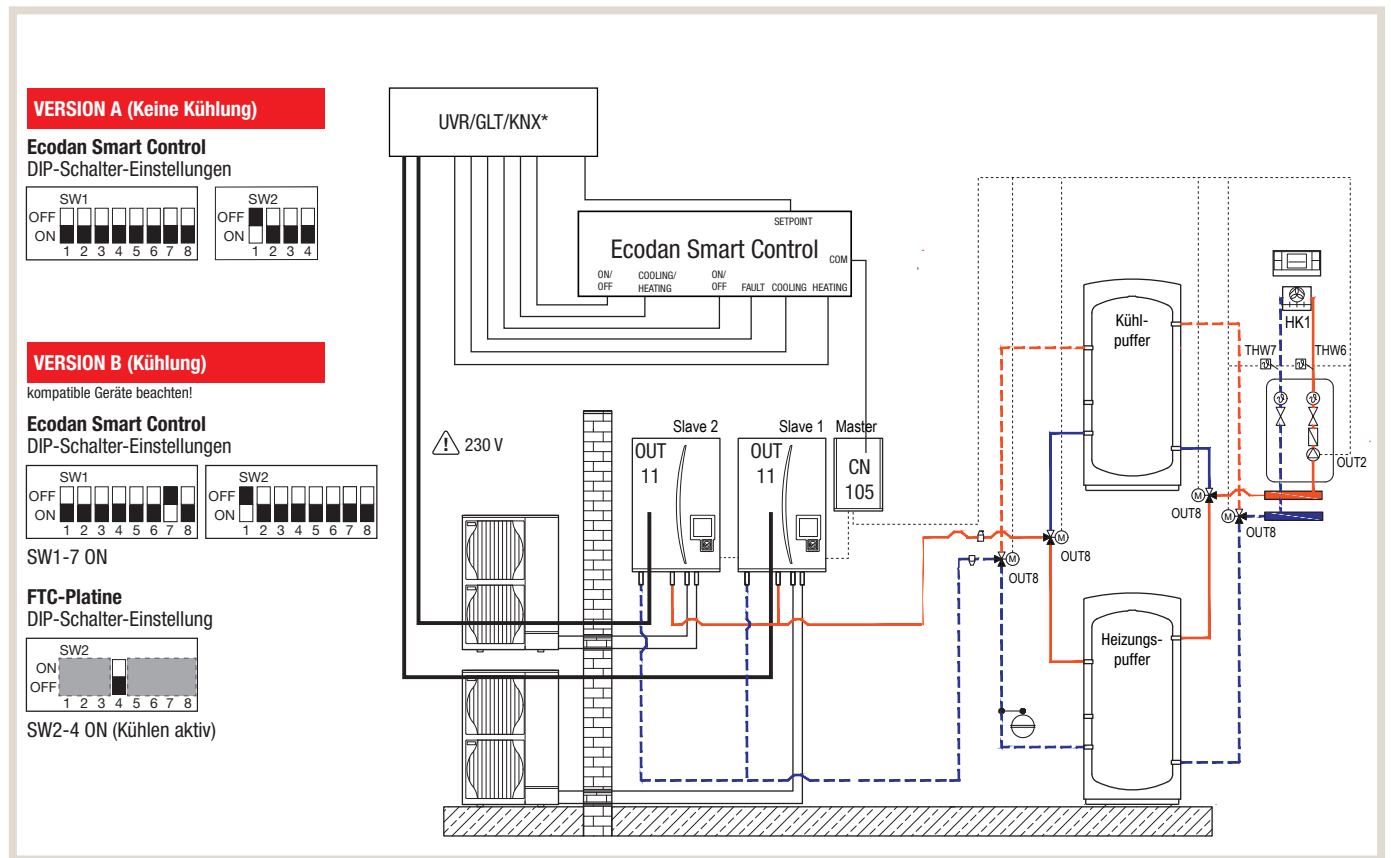 VERSION A (Keine Kühlung)
Ecodan Smart Control
DIP-Schalter-Einstellungen
SW1
OFF
ON
1 2 3 4 5 6 7 8
SW2
OFF
ON
1 2 3 4
VERSION B (Kühlung)
kompatible Geräte beachten!
Ecodan Smart Control
DIP-Schalter-Einstellungen
SW1
OFF
ON
1 2 3 4 5 6 7 8
SW2
OFF
ON
1 2 3 4 5 6 7 8
SW1-7 ON
FTC-Platine
DIP-Schalter-Einstellung
SW2
ON
OFF
1 2 3 4 5 6 7 8
SW2-4 ON (Kühlen aktiv)
UVR/GLT/KNX*
SETPOINT
Ecodan Smart Control
COM
ON/
OFF
COOLING/
HEATING
ON/
OFF
FAULT
COOLING
HEATING
230 V
Slave 2
OUT
11
Slave 1
OUT
11
Master
CN
105
Kühl-
puffer
Heizungs-
puffer
HK1
THW7
THW6
OUT2
M
OUT8
M
OUT8
M
OUT8
M
OUT8